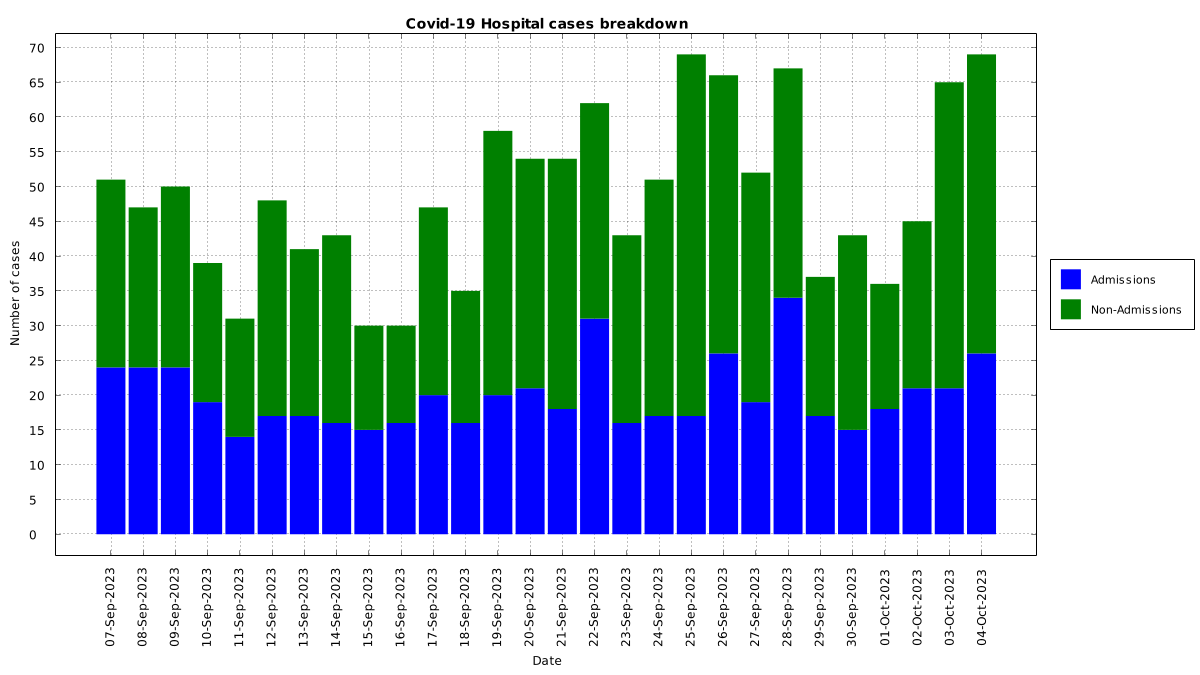 Covid-19 Hospital cases breakdown
70
65
60
55
50
45
40
35
30
25
20
15
10
5
0
Number of cases
07-Sep-2023
08-Sep-2023
09-Sep-2023
10-Sep-2023
11-Sep-2023
12-Sep-2023
13-Sep-2023
14-Sep-2023
15-Sep-2023
16-Sep-2023
17-Sep-2023
18-Sep-2023
19-Sep-2023
20-Sep-2023
21-Sep-2023
22-Sep-2023
23-Sep-2023
24-Sep-2023
25-Sep-2023
26-Sep-2023
27-Sep-2023
28-Sep-2023
29-Sep-2023
30-Sep-2023
01-Oct-2023
02-Oct-2023
03-Oct-2023
04-Oct-2023
Date
Admissions
Non-Admissions